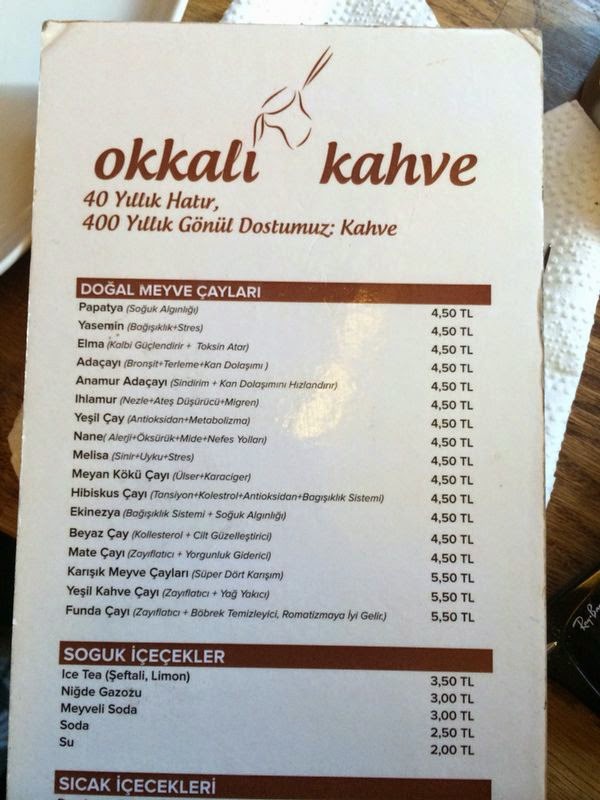 okkalı kahve
40 Yıllık Hatır,
400 Yıllık Gönül Dostumuz: Kahve
DOĞAL MEYVE ÇAYLARI
Papatya (Soğuk Algınlığı) 4,50 TL
Yasemin (Bağışıklık+Stres) 4,50 TL
Elma (Kalbi Güçlendirir + Toksin Atar) 4,50 TL
Adaçayı (Bronşit+Terleme+Kan Dolaşımı ) 4,50 TL
Anamur Adaçayı (Sindirim + Kan Dolaşımını Hızlandırır) 4,50 TL
Ihlamur (Nezle+Ateş Düşürücü+Migren) 4,50 TL
Yeşil Çay (Antioksidan+Metabolizma) 4,50 TL
Nane( Alerji+Öksürük+Mide+Nefes Yolları) 4,50 TL
Melisa (Sinir+Uyku+Stres) 4,50 TL
Meyan Kökü Çayı (Ülser+Karaciger) 4,50 TL
Hibiskus Çayı (Tansiyon+Kolestrol+Antioksidan+Bagışıklık Sistemi) 4,50 TL
Ekinezya (Bağışıklık Sistemi + Soğuk Algınlığı) 4,50 TL
Beyaz Çay (Kollesterol + Cilt Güzelleştirici) 4,50 TL
Mate Çayı (Zayıflatıcı + Yorgunluk Giderici) 4,50 TL
Karışık Meyve Çayları (Süper Dört Karışım) 5,50 TL
Yeşil Kahve Çayı (Zayıflatıcı + Yağ Yakıcı) 5,50 TL
Funda Çayı (Zayıflatıcı + Böbrek Temizleyici, Romatizmaya İyi Gelir.) 5,50 TL
SOGUK İÇEÇEKLER
Ice Tea (Şeftali, Limon) 3,50 TL
Niğde Gazozu 3,00 TL
Meyveli Soda 3,00 TL
Soda 2,50 TL
Su 2,00 TL
SICAK İÇECEKLERİ